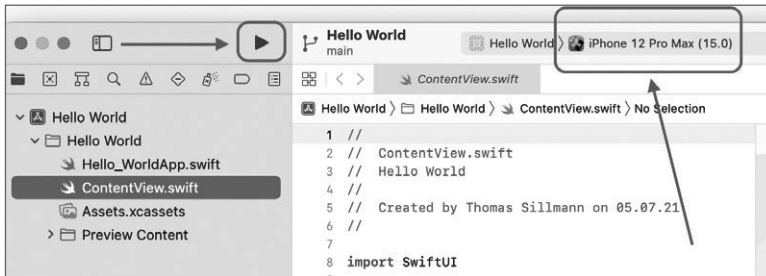 Hello World
main
Hello World
iPhone 12 Pro Max (15.0)
ContentView.swift
Hello World
Hello World
Hello_WorldApp.swift
ContentView.swift
Assets.xcassets
Preview Content
Hello World 〉 Hello World 〉 ContentView.swift 〉 No Selection
1 //
2 // ContentView.swift
3 // Hello World
4 //
5 // Created by Thomas Sillmann on 05.07.21
6 //
7
8 import SwiftUI